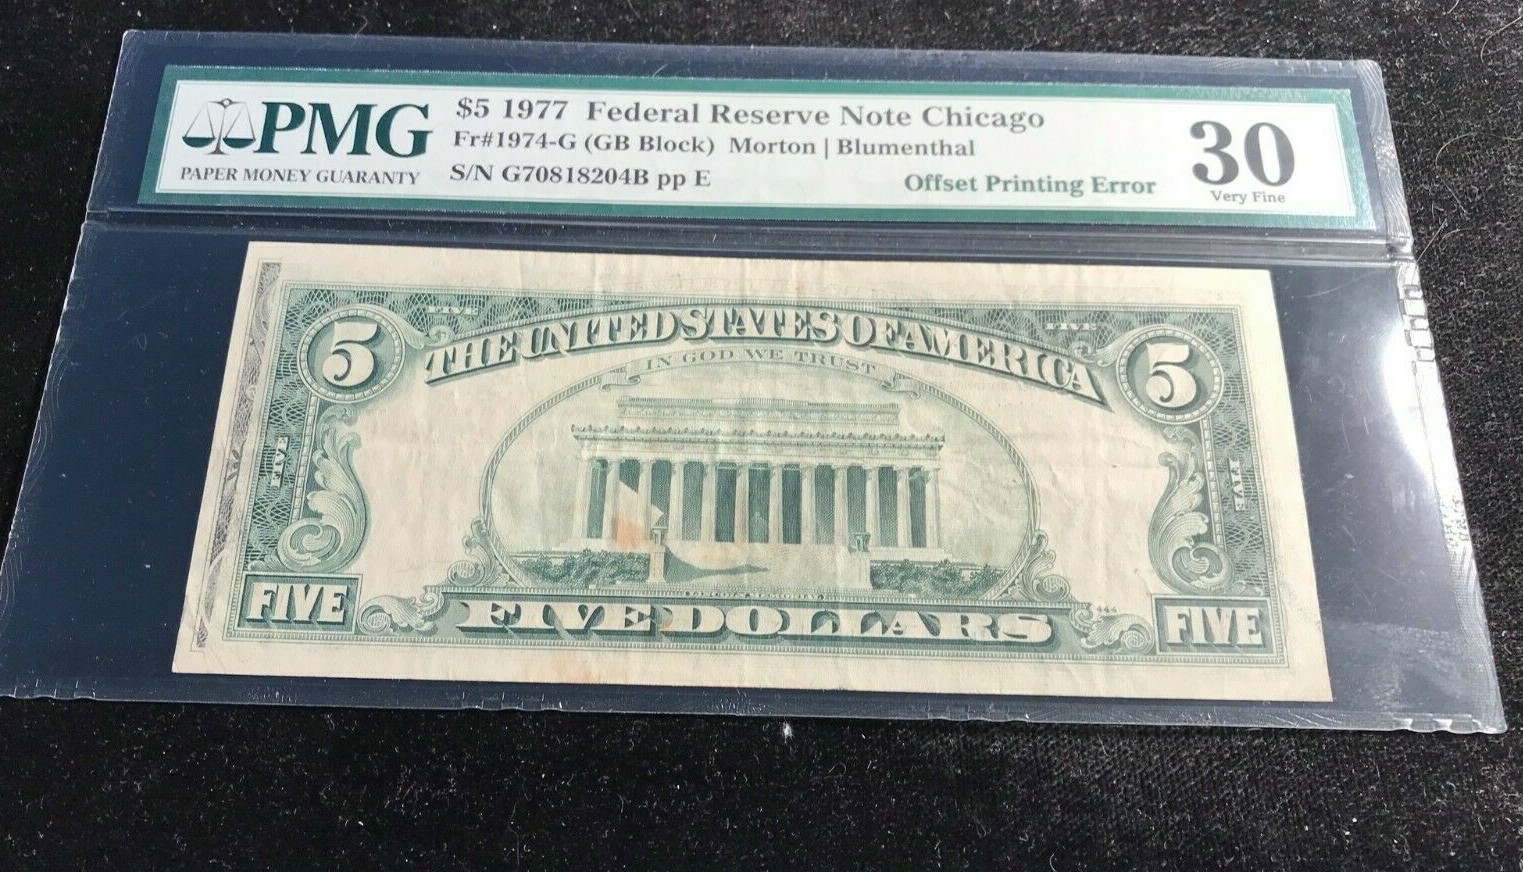 PMG
PAPER MONEY GUARANTY
$5 1977 Federal Reserve Note Chicago
Fr#1974-G (GB Block) Morton | Blumenthal
S/N G70818204B pp E
Offset Printing Error
30
Very Fine
FIVE
FIVE
5
THE UNITED STATES OF AMERICA
5
IN GOD WE TRUST
FIVE
FIVE
444
FIVE
FIVE DOLLARS
FIVE